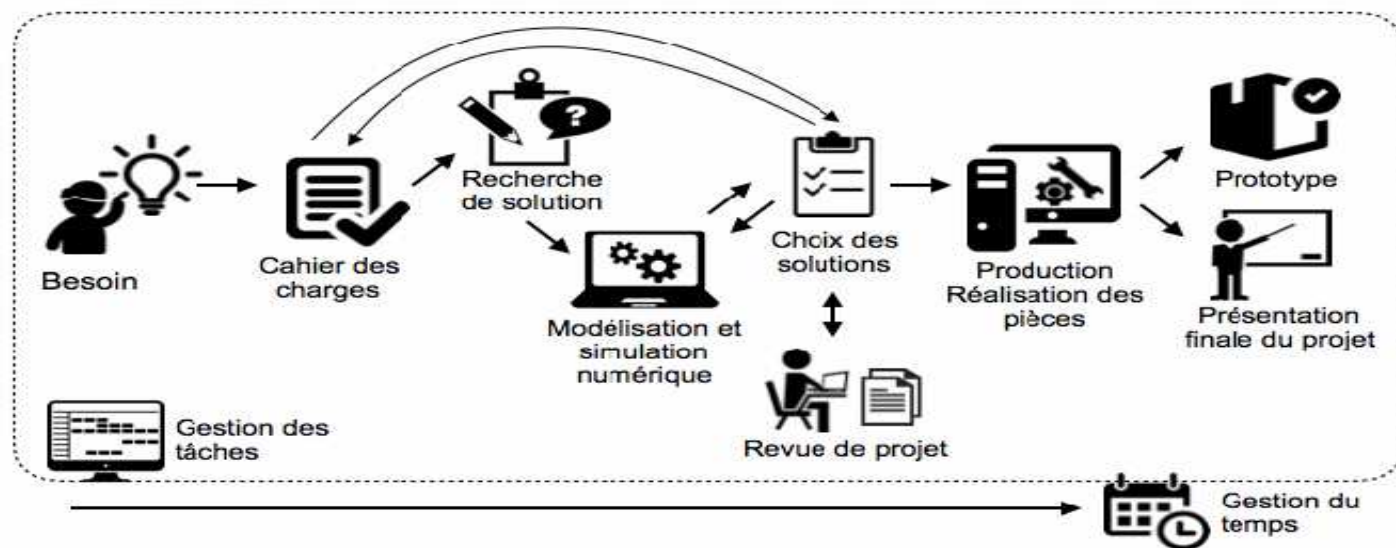 Besoin
Cahier des
charges
?
Recherche
de solution
Modélisation et
simulation
numérique
Choix des
solutions
Revue de projet
Production
Réalisation des
pièces
Prototype
Présentation
finale du projet
Gestion des
tâches
Gestion du
temps